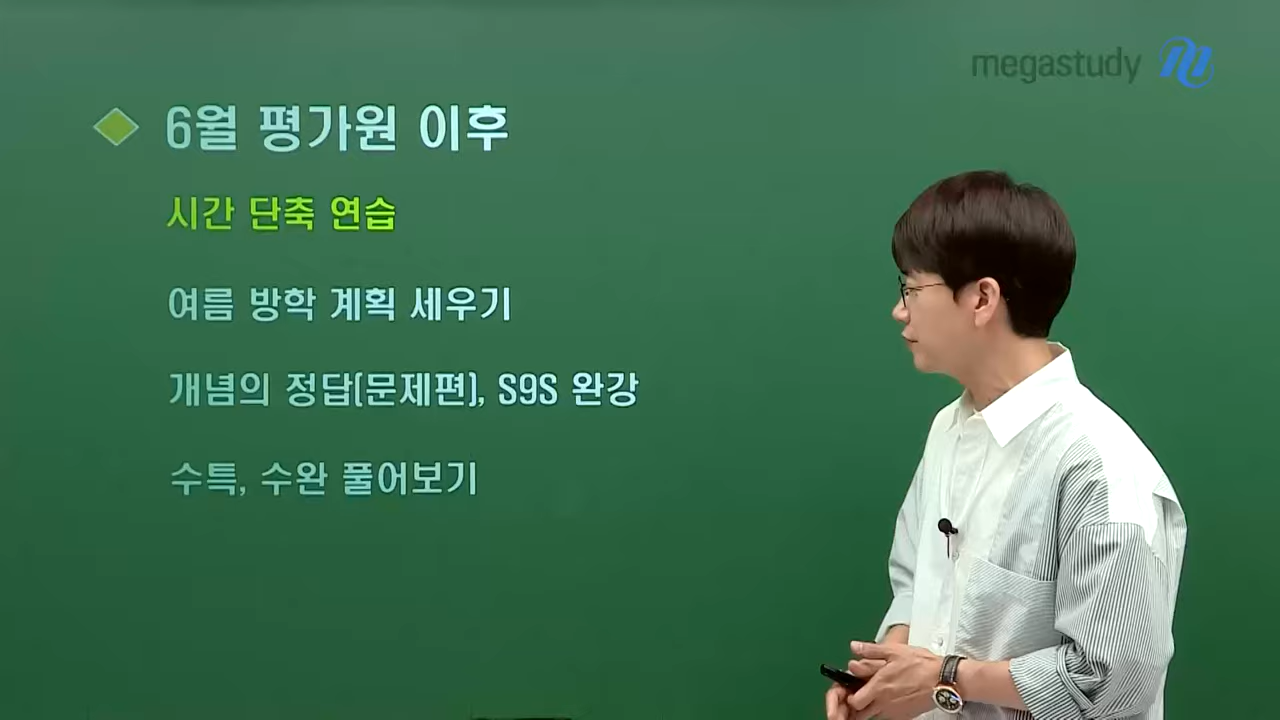 megastudy
6월 평가원 이후
시간 단축 연습
여름 방학 계획 세우기
개념의 정답(문제편), S9S 완강
수특, 수완 풀어보기